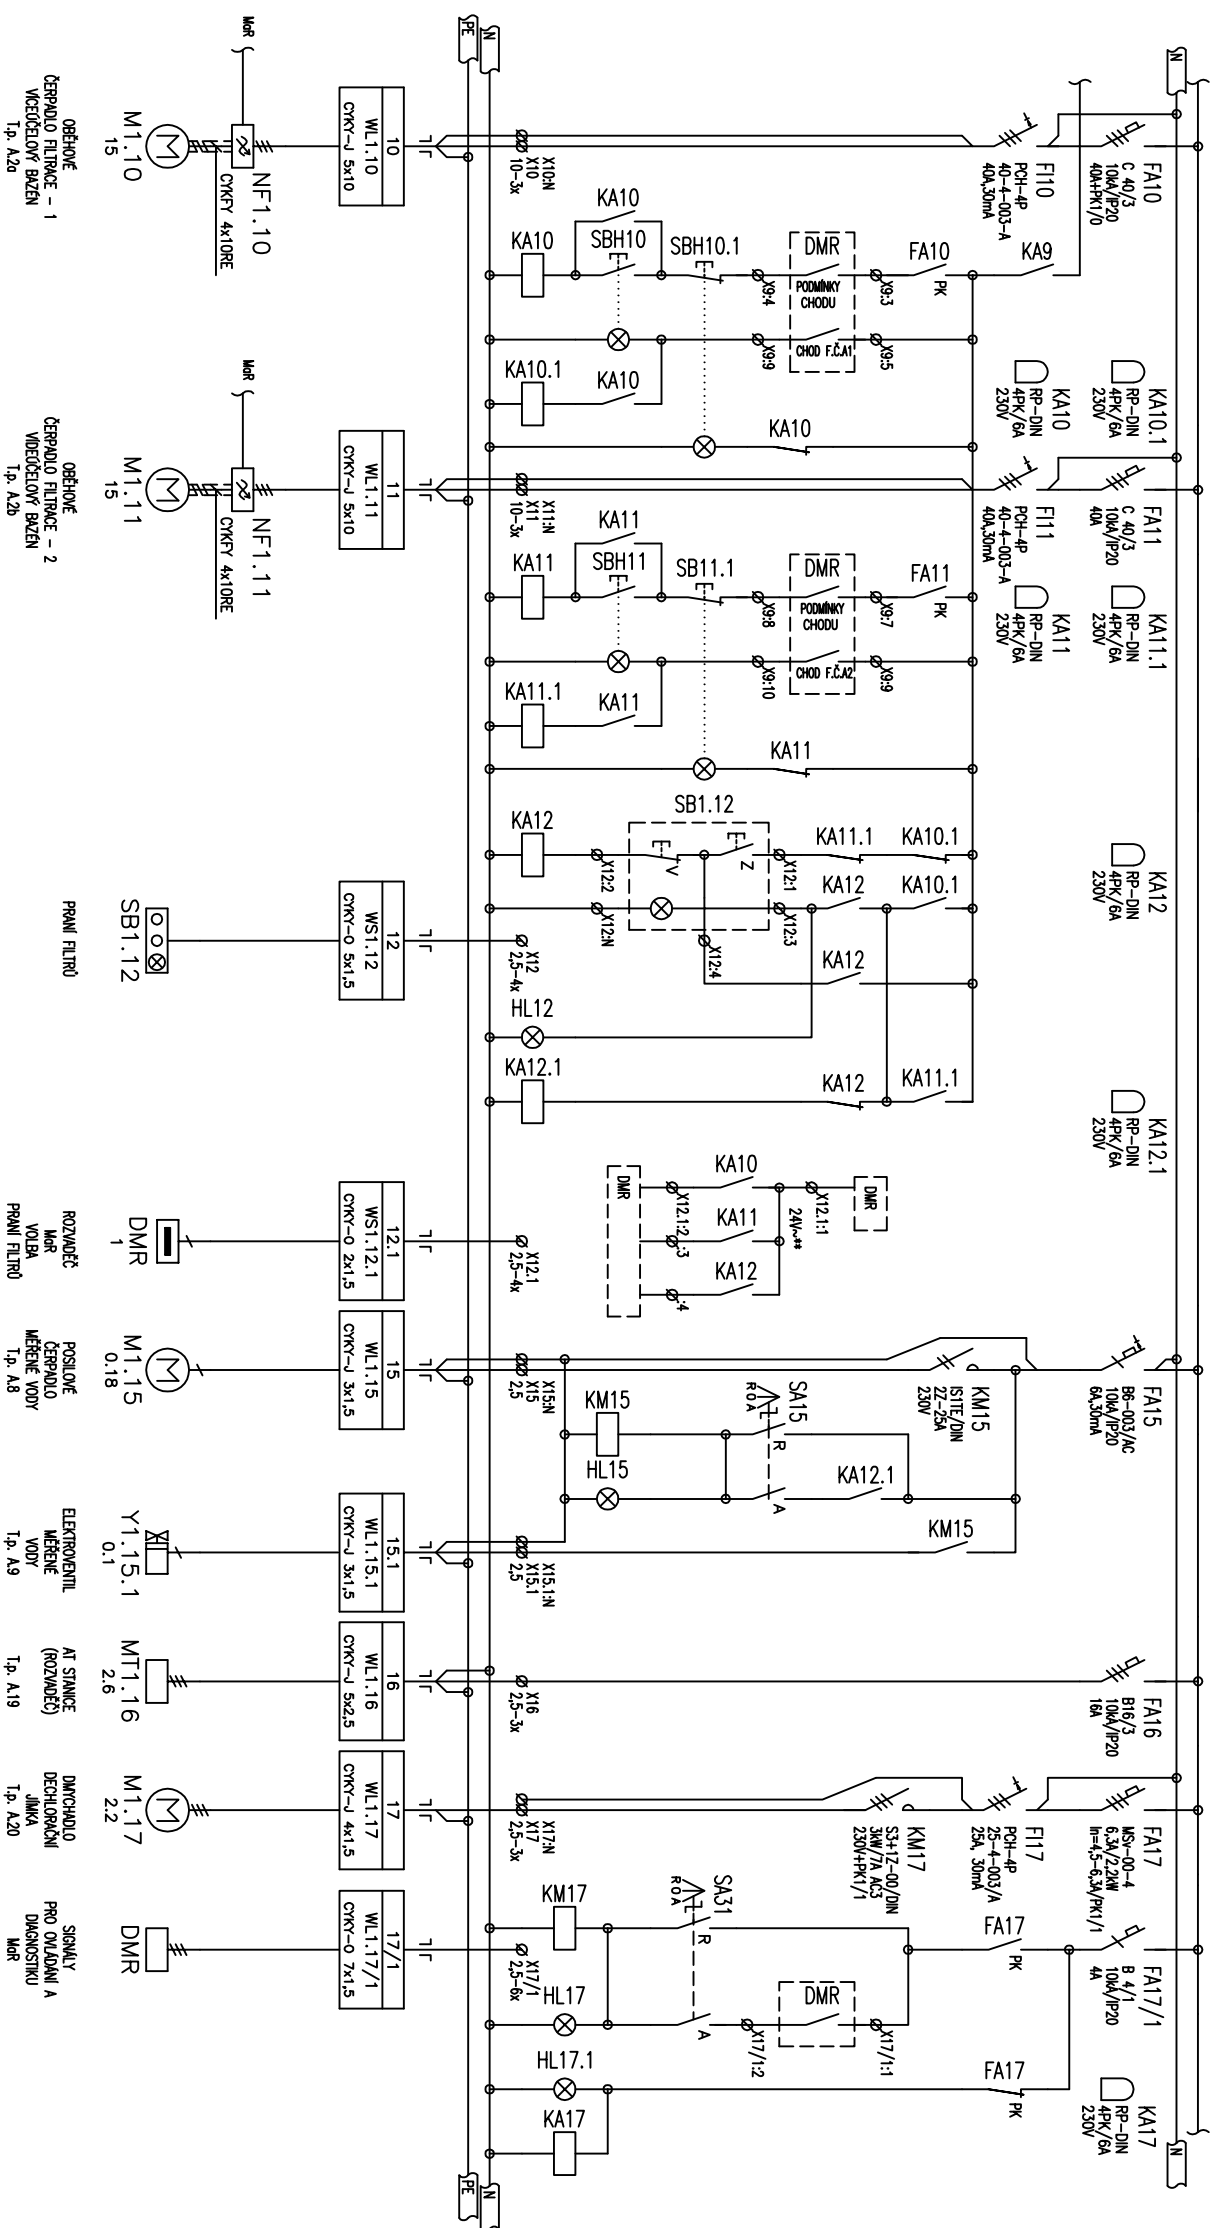 N
FA10
C 40/3
10kA/IP20
40A+PK1/0
FI10
PCH-4P
40-4-003-A
40A,30mA
KA9
FA10
PK
X9:3
DMR
PODMÍNKY
CHODU
X9:4
SBH10.1
KA10
SBH10
KA10
X9:5
CHOD F.Č.A1
X9:9
KA10
KA10.1
KA10
X10:N
X10
10-3x
N
PE
10
WL1.10
CYKY-J 5x10
MaR
NF1.10
CYKFY 4x10RE
M1.10
15
OBĚHOVÉ
ČERPADLO FILTRACE - 1
VÍCEÚČELOVÝ BAZÉN
T.p. A.2a
KA10.1
RP-DIN
4PK/6A
230V
KA10
RP-DIN
4PK/6A
230V
FA11
C 40/3
10kA/IP20
40A
FI11
PCH-4P
40-4-003-A
40A,30mA
KA11.1
RP-DIN
4PK/6A
230V
KA11
RP-DIN
4PK/6A
230V
FA11
PK
X9:7
DMR
PODMÍNKY
CHODU
X9:8
SB11.1
KA11
SBH11
KA11
X9:9
CHOD F.Č.A2
X9:10
KA11
KA11.1
KA11
X11:N
X11
10-3x
11
WL1.11
CYKY-J 5x10
MaR
NF1.11
CYKFY 4x10RE
M1.11
15
OBĚHOVÉ
ČERPADLO FILTRACE - 2
VÍDEÚČELOVÝ BAZÉN
T.p. A.2b
KA12
RP-DIN
4PK/6A
230V
KA10.1
KA11.1
X12:1
SB1.12
Z
V
X12:2
KA12
KA10.1
KA12
X12:3
X12:N
X12:4
KA12
HL12
KA11.1
KA12
KA12.1
X12
2,5-4x
12
WS1.12
CYKY-O 5x1,5
SB1.12
PRANÍ FILTRŮ
KA12.1
RP-DIN
4PK/6A
230V
DMR
X12.1:1
24V~**
KA10
KA11
KA12
X12.1:2
:3
:4
DMR
X12.1
2,5-4x
12.1
WS1.12.1
CYKY-O 2x1,5
DMR
1
ROZVADĚČ
MaR
VOLBA
PRANÍ FILTRŮ
FA15
B6-003/AC
10kA/IP20
6A,30mA
KM15
IS1TE/DIN
2Z-25A
230V
SA15
R O A
R
A
KA12.1
KM15
HL15
KM15
X15:N
X15
2,5
15
WL1.15
CYKY-J 3x1,5
M1.15
0.18
POSILOVÉ
ČERPADLO
MĚŘENÉ VODY
T.p. A.8
X15.1:N
X15.1
2,5
15.1
WL1.15.1
CYKY-J 3x1,5
Y1.15.1
0.1
ELEKTROVENTIL
MĚŘENÉ
VODY
T.p. A.9
FA16
B16/3
10kA/IP20
16A
X16
2,5-3x
16
WL1.16
CYKY-J 5x2,5
MT1.16
2.6
AT STANICE
(ROZVADĚČ)
T.p. A.19
FA17
MSv-00-4
6,3A/2,2kW
In=4,5-6,3A/PK1/1
FI17
PCH-4P
25-4-003/A
25A, 30mA
KM17
S3+1Z-00/DIN
3kW/7A AC3
230V+PK1/1
X17:N
X17
2,5-3x
17
WL1.17
CYKY-J 4x1,5
M1.17
2.2
DMYCHADLO
DECHLORAČNÍ
JÍMKA
T.p. A.20
FA17/1
B 4/1
10kA/IP20
4A
FA17
PK
SA31
R O A
R
A
X17/1:1
DMR
X17/1:2
KM17
HL17
X17/1
2,5-6x
17/1
WL1.17/1
CYKY-O 7x1,5
DMR
SIGNÁLY
PRO OVLÁDÁNÍ A
DIAGNOSTIKU
MaR
KA17
RP-DIN
4PK/6A
230V
FA17
PK
HL17.1
KA17
N
N
PE